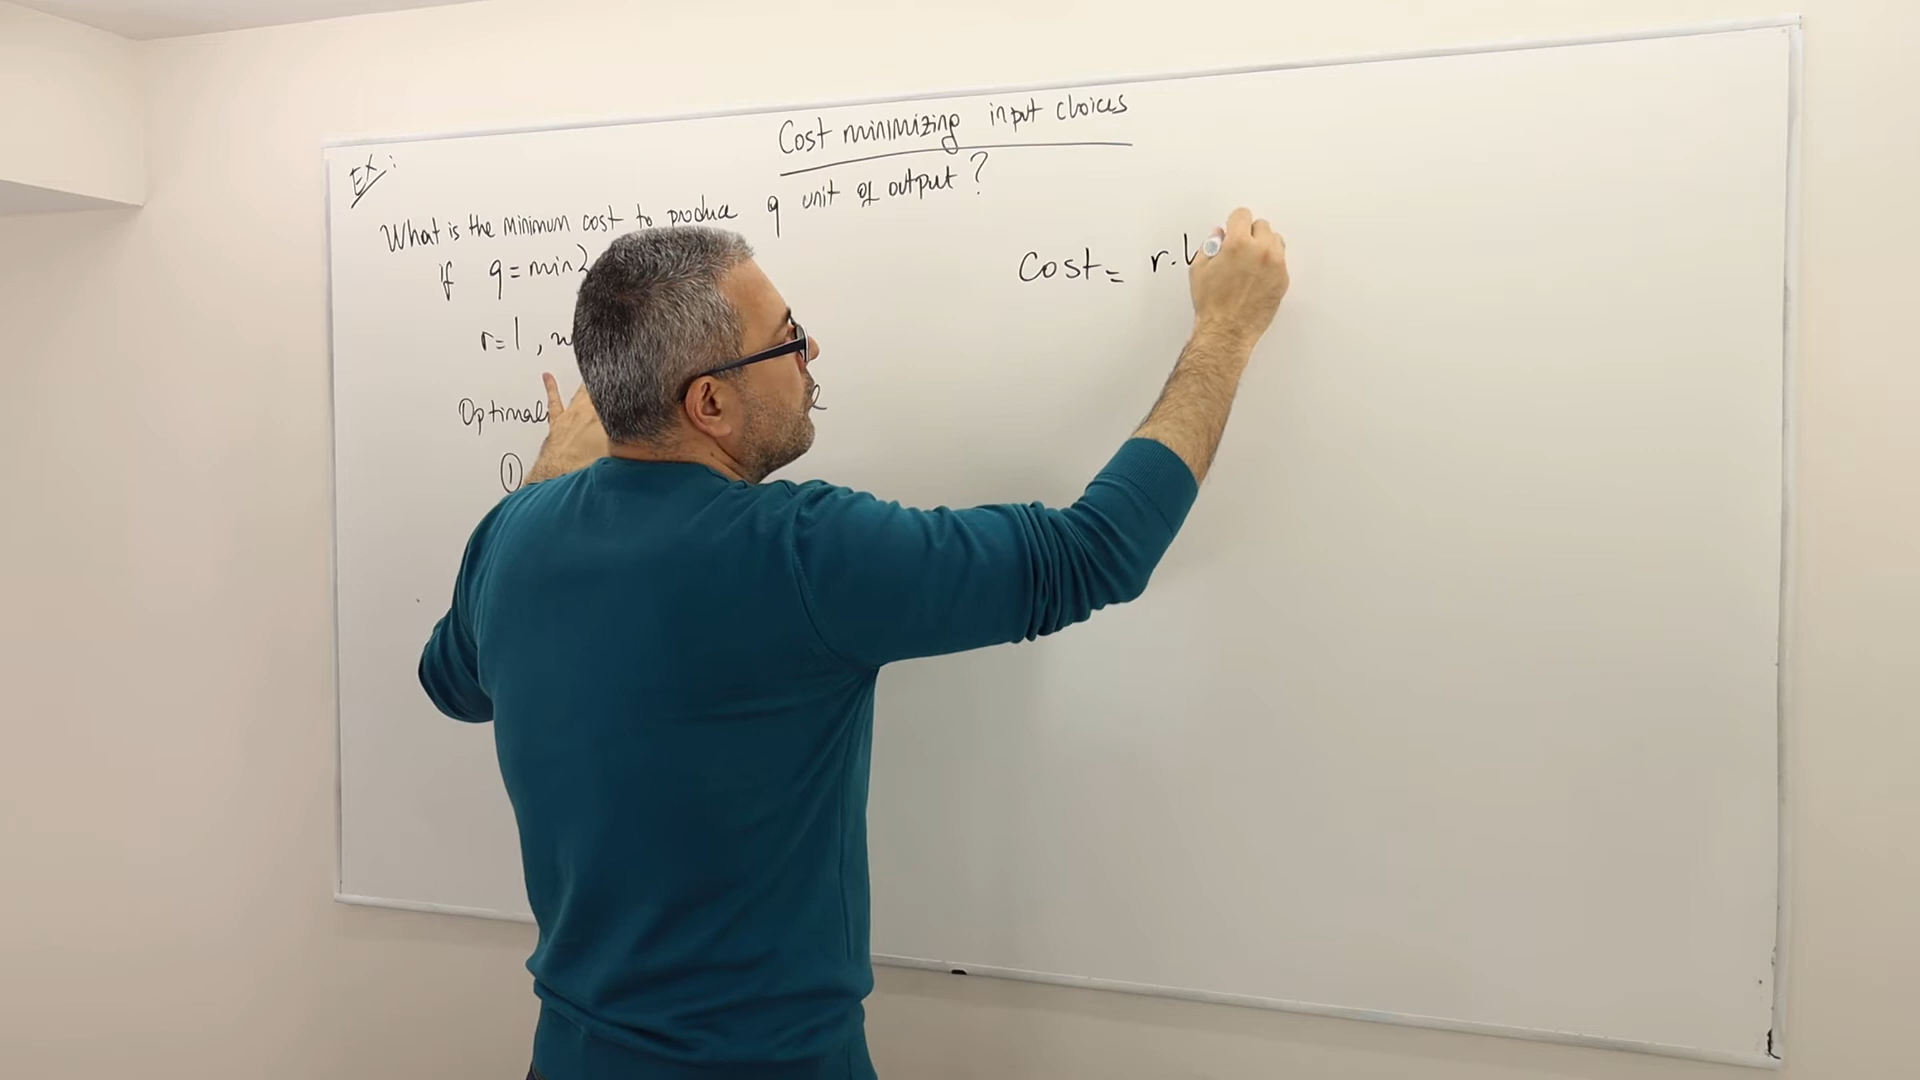 Cost minimizing input choices
EX:
What is the minimum cost to produce q unit of output ?
if q = min
r = 1 ,
①
Cost = r.